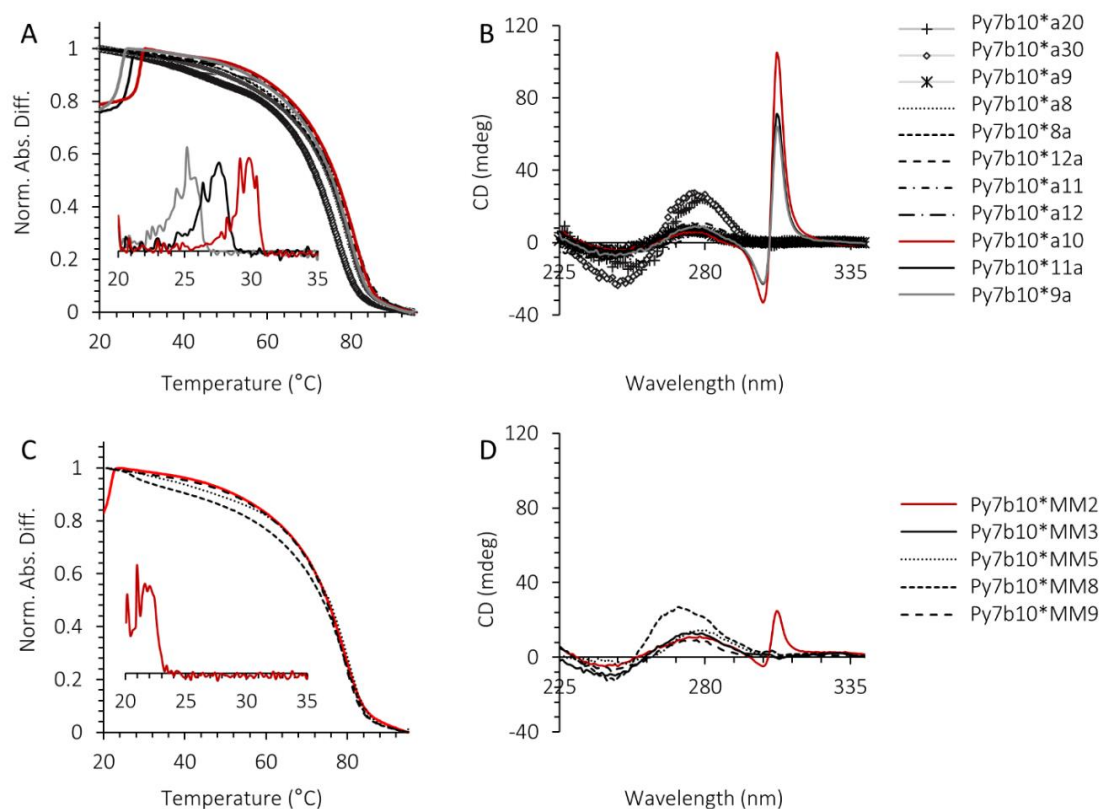 A
Norm. Abs. Diff.
1
0.8
0.6
0.4
0.2
0
20 25 30 35
20 40 60 80
Temperature (°C)
B
CD (mdeg)
120
80
40
0
-40
225 280 335
Wavelength (nm)
Py7b10*a20
Py7b10*a30
Py7b10*a9
Py7b10*a8
Py7b10*8a
Py7b10*12a
Py7b10*a11
Py7b10*a12
Py7b10*a10
Py7b10*11a
Py7b10*9a
C
Norm. Abs. Diff.
1
0.8
0.6
0.4
0.2
0
20 25 30 35
20 40 60 80
Temperature (°C)
D
CD (mdeg)
120
80
40
0
-40
225 280 335
Wavelength (nm)
Py7b10*MM2
Py7b10*MM3
Py7b10*MM5
Py7b10*MM8
Py7b10*MM9